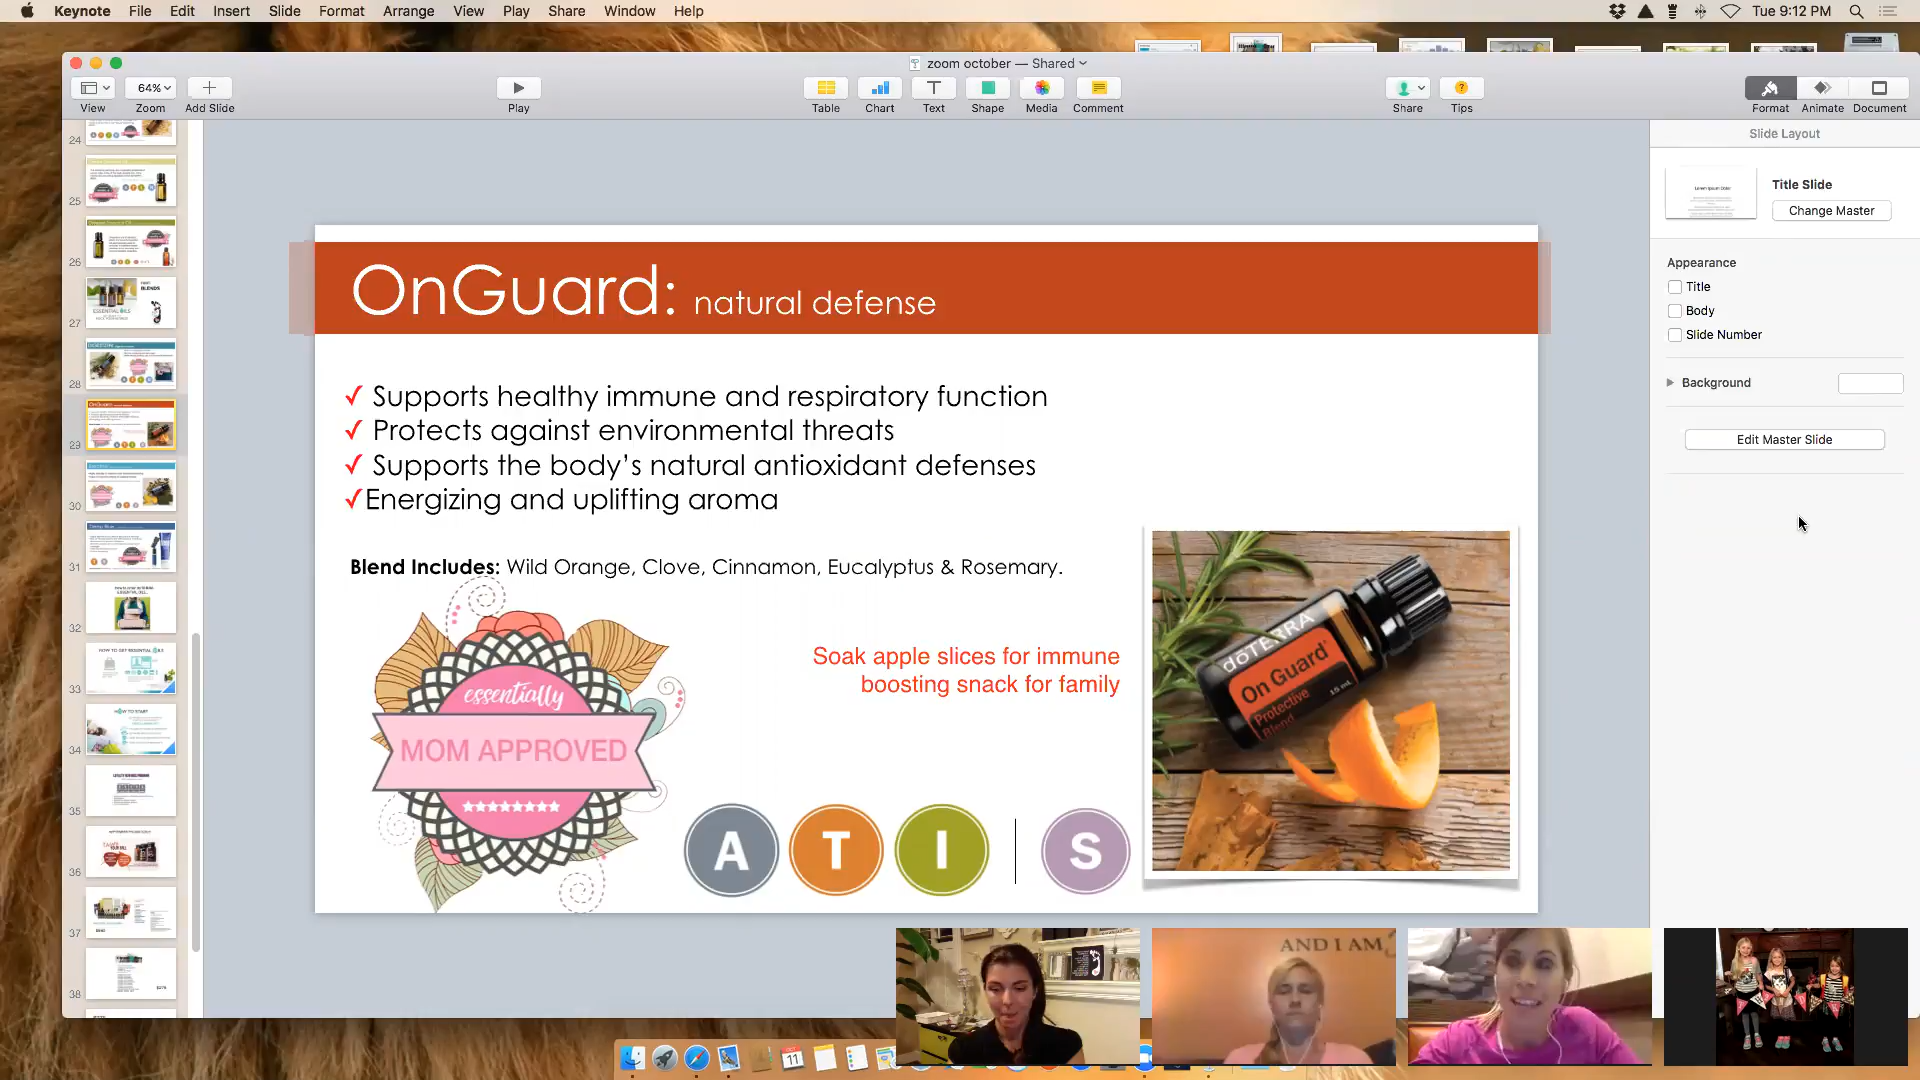 Keynote File Edit Insert Slide Format Arrange View Play Share Window Help
Tue 9:12 PM
zoom october — Shared
64%
View Zoom Add Slide
Play
Table Chart Text Shape Media Comment
Share Tips
Format Animate Document
Slide Layout
Title Slide
Change Master
Appearance
Title
Body
Slide Number
Background
Edit Master Slide
24
25
26
27
28
29
30
31
32
33
34
35
36
37
38
OnGuard: natural defense
✓ Supports healthy immune and respiratory function
✓ Protects against environmental threats
✓ Supports the body’s natural antioxidant defenses
✓Energizing and uplifting aroma
Blend Includes: Wild Orange, Clove, Cinnamon, Eucalyptus & Rosemary.
Soak apple slices for immune
boosting snack for family
essentially
MOM APPROVED
A T I S
dōTERRA
On Guard
Protective
Blend
15 mL
AND I AM
11